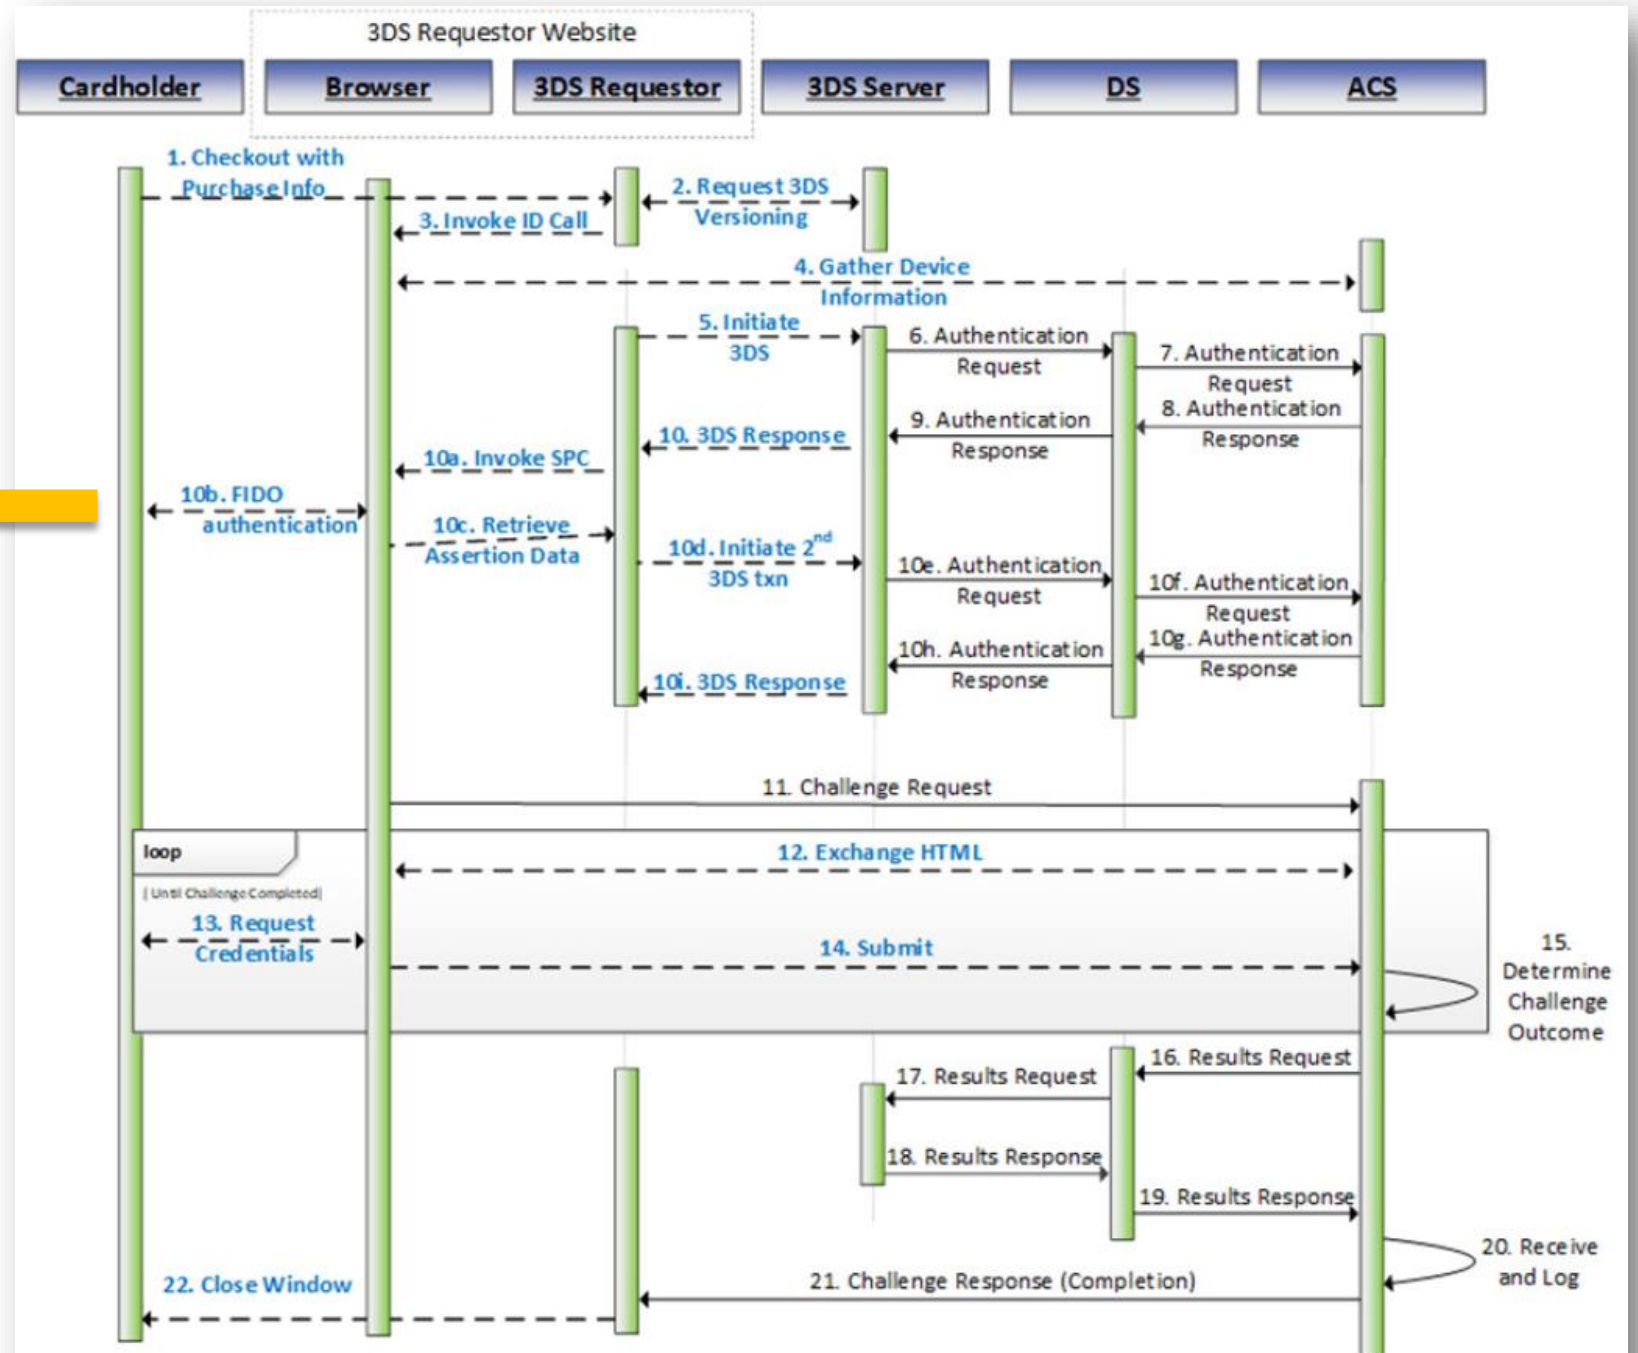 3DS Requestor Website
Cardholder
Browser
3DS Requestor
3DS Server
DS
ACS
1. Checkout with
Purchase Info
2. Request 3DS
Versioning
3. Invoke ID Call
4. Gather Device
Information
5. Initiate
3DS
6. Authentication
Request
7. Authentication
Request
8. Authentication
Response
9. Authentication
Response
10. 3DS Response
10a. Invoke SPC
10b. FIDO
authentication
10c. Retrieve
Assertion Data
10d. Initiate 2nd
3DS txn
10e. Authentication
Request
10f. Authentication
Request
10g. Authentication
Response
10h. Authentication
Response
10i. 3DS Response
11. Challenge Request
loop
[Until Challenge Completed]
12. Exchange HTML
13. Request
Credentials
14. Submit
15.
Determine
Challenge
Outcome
16. Results Request
17. Results Request
18. Results Response
19. Results Response
20. Receive
and Log
21. Challenge Response (Completion)
22. Close Window